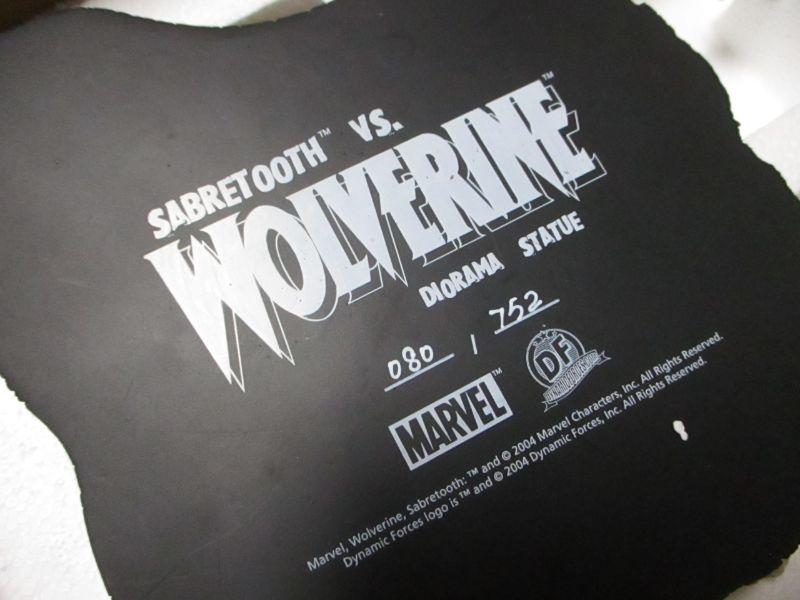 SABRETOOTH™ VS.
WOLVERINE™
DIORAMA STATUE
080 / 752
MARVEL™ DF
Marvel, Wolverine, Sabretooth: ™ and © 2004 Marvel Characters, Inc. All Rights Reserved.
Dynamic Forces logo is ™ and © 2004 Dynamic Forces, Inc. All Rights Reserved.